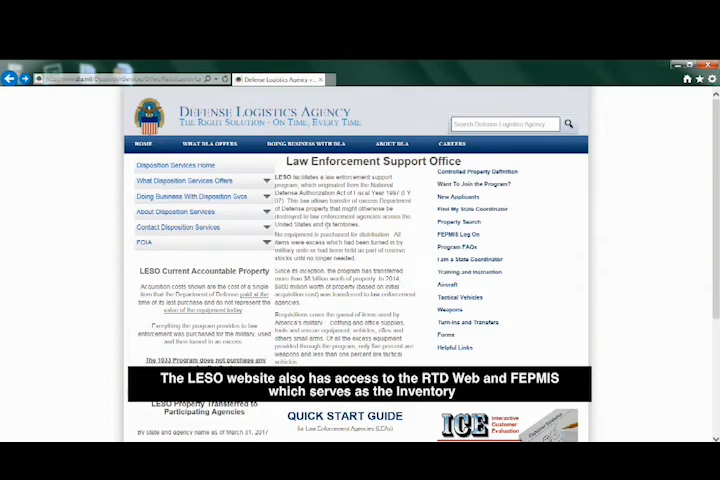 Defense Logistics Agency
DEFENSE LOGISTICS AGENCY
THE RIGHT SOLUTION - ON TIME, EVERY TIME
Search Defense Logistics Agency
HOME
WHAT DLA OFFERS
DOING BUSINESS WITH DLA
ABOUT DLA
CAREERS
Disposition Services Home
What Disposition Services Offers
Doing Business With Disposition Svcs
About Disposition Services
Contact Disposition Services
FOIA
LESO Current Accountable Property
Acquisition costs shown are the cost of a single
item that the Department of Defense paid at the
time of its last purchase and do not represent the
value of the equipment today
Everything the program provides to law
enforcement was purchased for the military, used
and then turned in as excess
The 1033 Program does not purchase any
LESO Property Transferred to
Participating Agencies
By state and agency name as of March 31, 2017
Law Enforcement Support Office
LESO facilitates a law enforcement support
program, which originated from the National
Defense Authorization Act of Fiscal Year 1997 (FY
97). This law allows transfer of excess Department
of Defense property that might otherwise be
destroyed to law enforcement agencies across the
United States and its territories.
No equipment is purchased for distribution. All
items were excess which had been turned in by
military units or had been held as part of reserve
stocks until no longer needed.
Since its inception, the program has transferred
more than $6 billion worth of property. In 2014,
$980 million worth of property (based on initial
acquisition cost) was transferred to law enforcement
agencies.
Requisitions cover the gamut of items used by
America's military clothing and office supplies,
tools and rescue equipment, vehicles, rifles and
others small arms. Of all the excess equipment
provided through the program, only five percent are
weapons and less than one percent are tactical
vehicles.
QUICK START GUIDE
for Law Enforcement Agencies (LEAs)
Controlled Property Definition
Want To Join the Program?
New Applicants
Find My State Coordinator
Property Search
FEPMIS Log On
Program FAQs
I am a State Coordinator
Training and Instruction
Aircraft
Tactical Vehicles
Weapons
Turn-ins and Transfers
Forms
Helpful Links
ICE
Interactive
Customer
Evaluation
The LESO website also has access to the RTD Web and FEPMIS
which serves as the Inventory